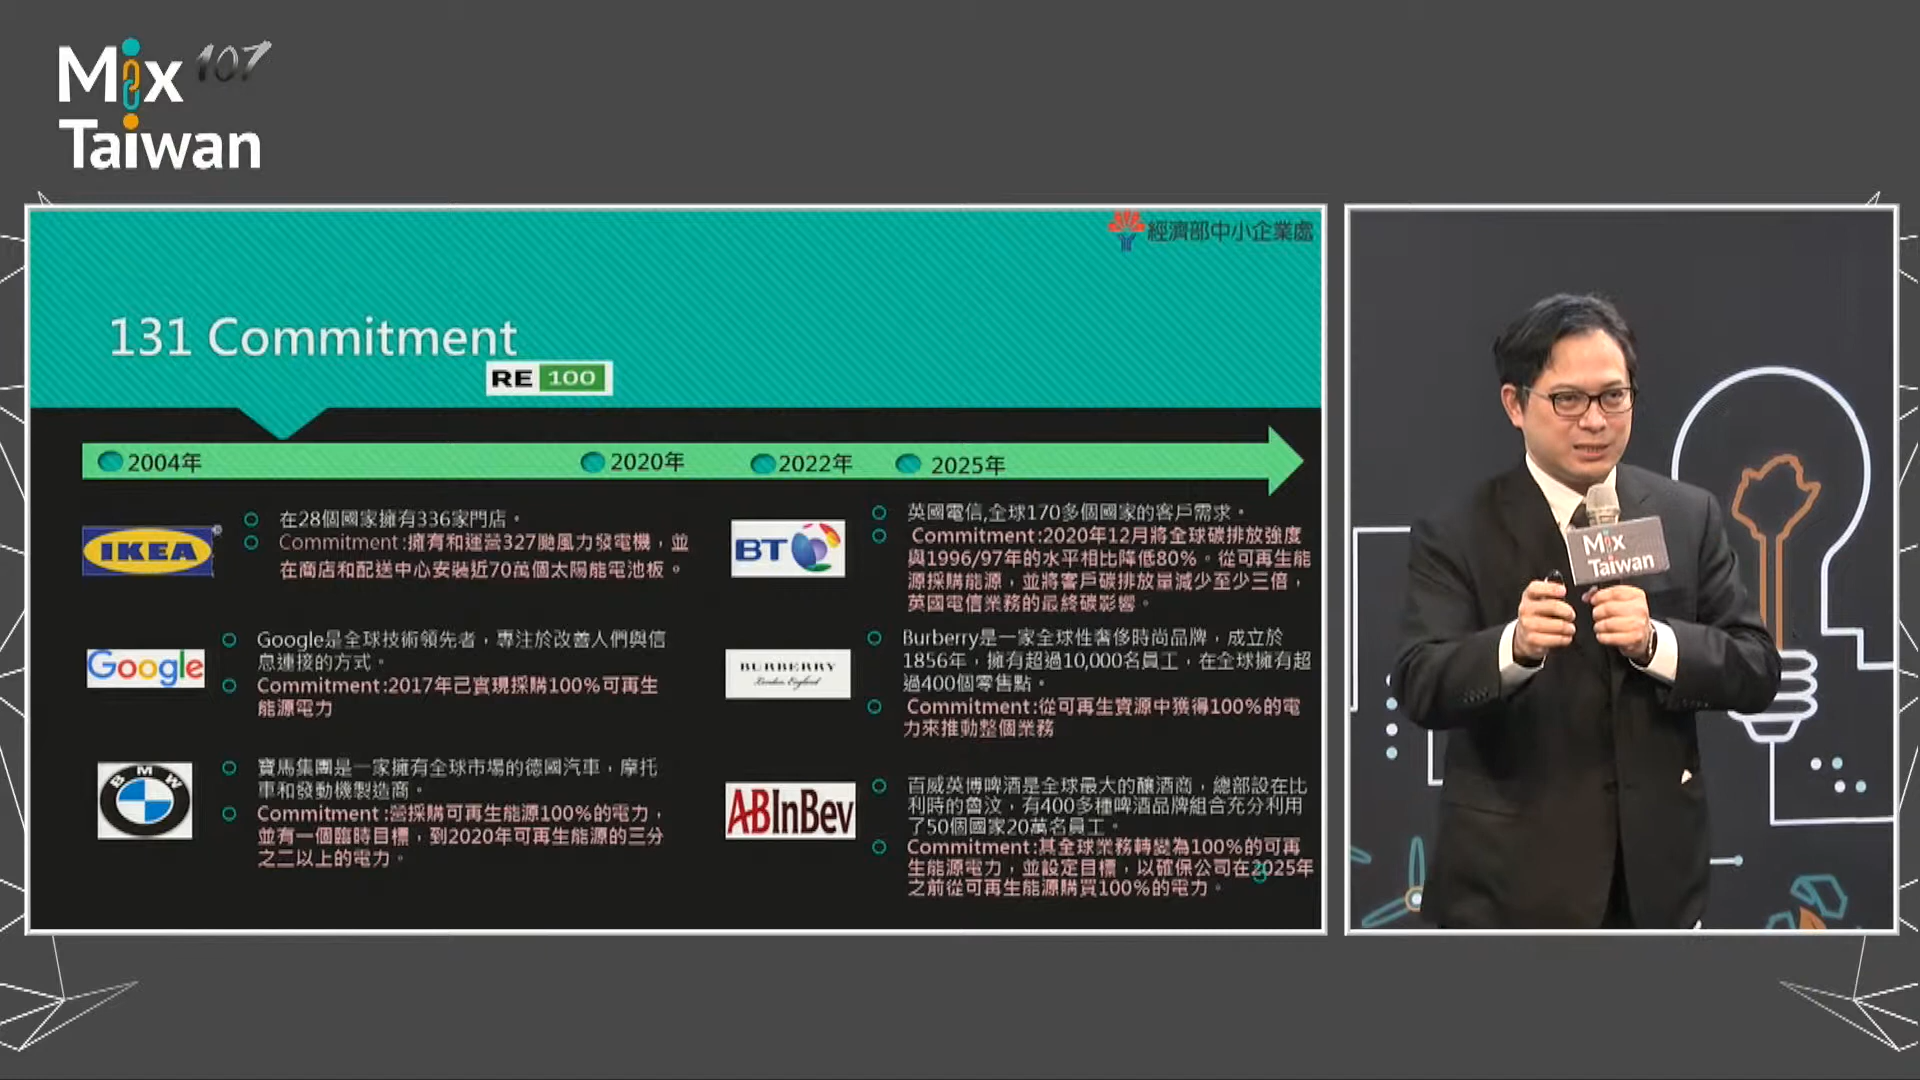 Mix 107
Taiwan
經濟部中小企業處
131 Commitment
RE 100
2004年
2020年
2022年
2025年
IKEA
在28個國家擁有336家門店。
Commitment:擁有和運營327颱風力發電機，並
在商店和配送中心安裝近70萬個太陽能電池板。
Google
Google是全球技術領先者，專注於改善人們與信
息連接的方式。
Commitment:2017年己實現採購100%可再生
能源電力
BMW
寶馬集團是一家擁有全球市場的德國汽車，摩托
車和發動機製造商。
Commitment:營採購可再生能源100%的電力，
並有一個臨時目標，到2020年可再生能源的三分
之二以上的電力。
BT
英國電信,全球170多個國家的客戶需求。
Commitment:2020年12月將全球碳排放強度
與1996/97年的水平相比降低80%。從可再生能
源採購能源，並將客戶碳排放量減少至少三倍，
英國電信業務的最終碳影響。
BURBERRY
London, England
Burberry是一家全球性奢侈時尚品牌，成立於
1856年，擁有超過10,000名員工，在全球擁有超
過400個零售點。
Commitment:從可再生資源中獲得100%的電
力來推動整個業務
ABInBev
百威英博啤酒是全球最大的釀酒商，總部設在比
利時的魯汶，有400多種啤酒品牌組合充分利用
了50個國家20萬名員工。
Commitment:其全球業務轉變為100%的可再
生能源電力，並設定目標，以確保公司在2025年
之前從可再生能源購買100%的電力。
Mix
Taiwan